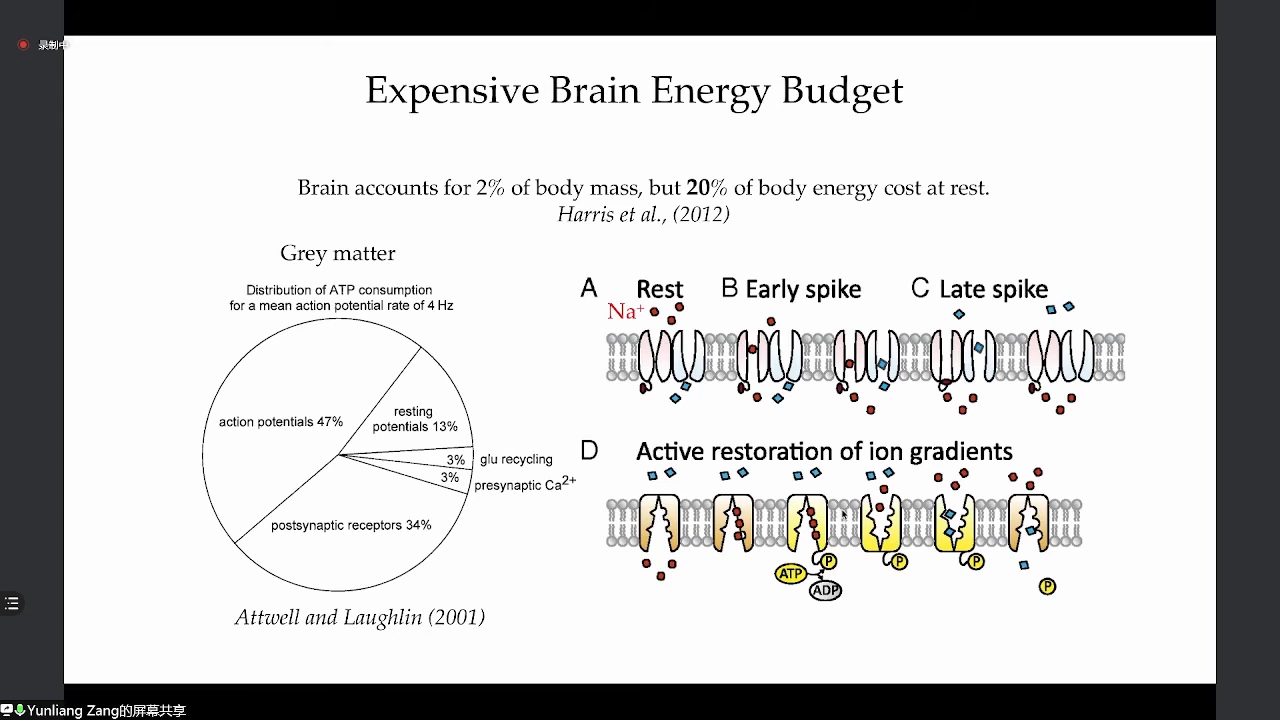 录制中
Expensive Brain Energy Budget
Brain accounts for 2% of body mass, but 20% of body energy cost at rest.
Harris et al., (2012)
Grey matter
Distribution of ATP consumption
for a mean action potential rate of 4 Hz
action potentials 47%
resting
potentials 13%
3% glu recycling
3% presynaptic Ca2+
postsynaptic receptors 34%
Attwell and Laughlin (2001)
A Rest B Early spike C Late spike
Na+
D Active restoration of ion gradients
P P P
ATP
ADP
P
Yunliang Zang的屏幕共享